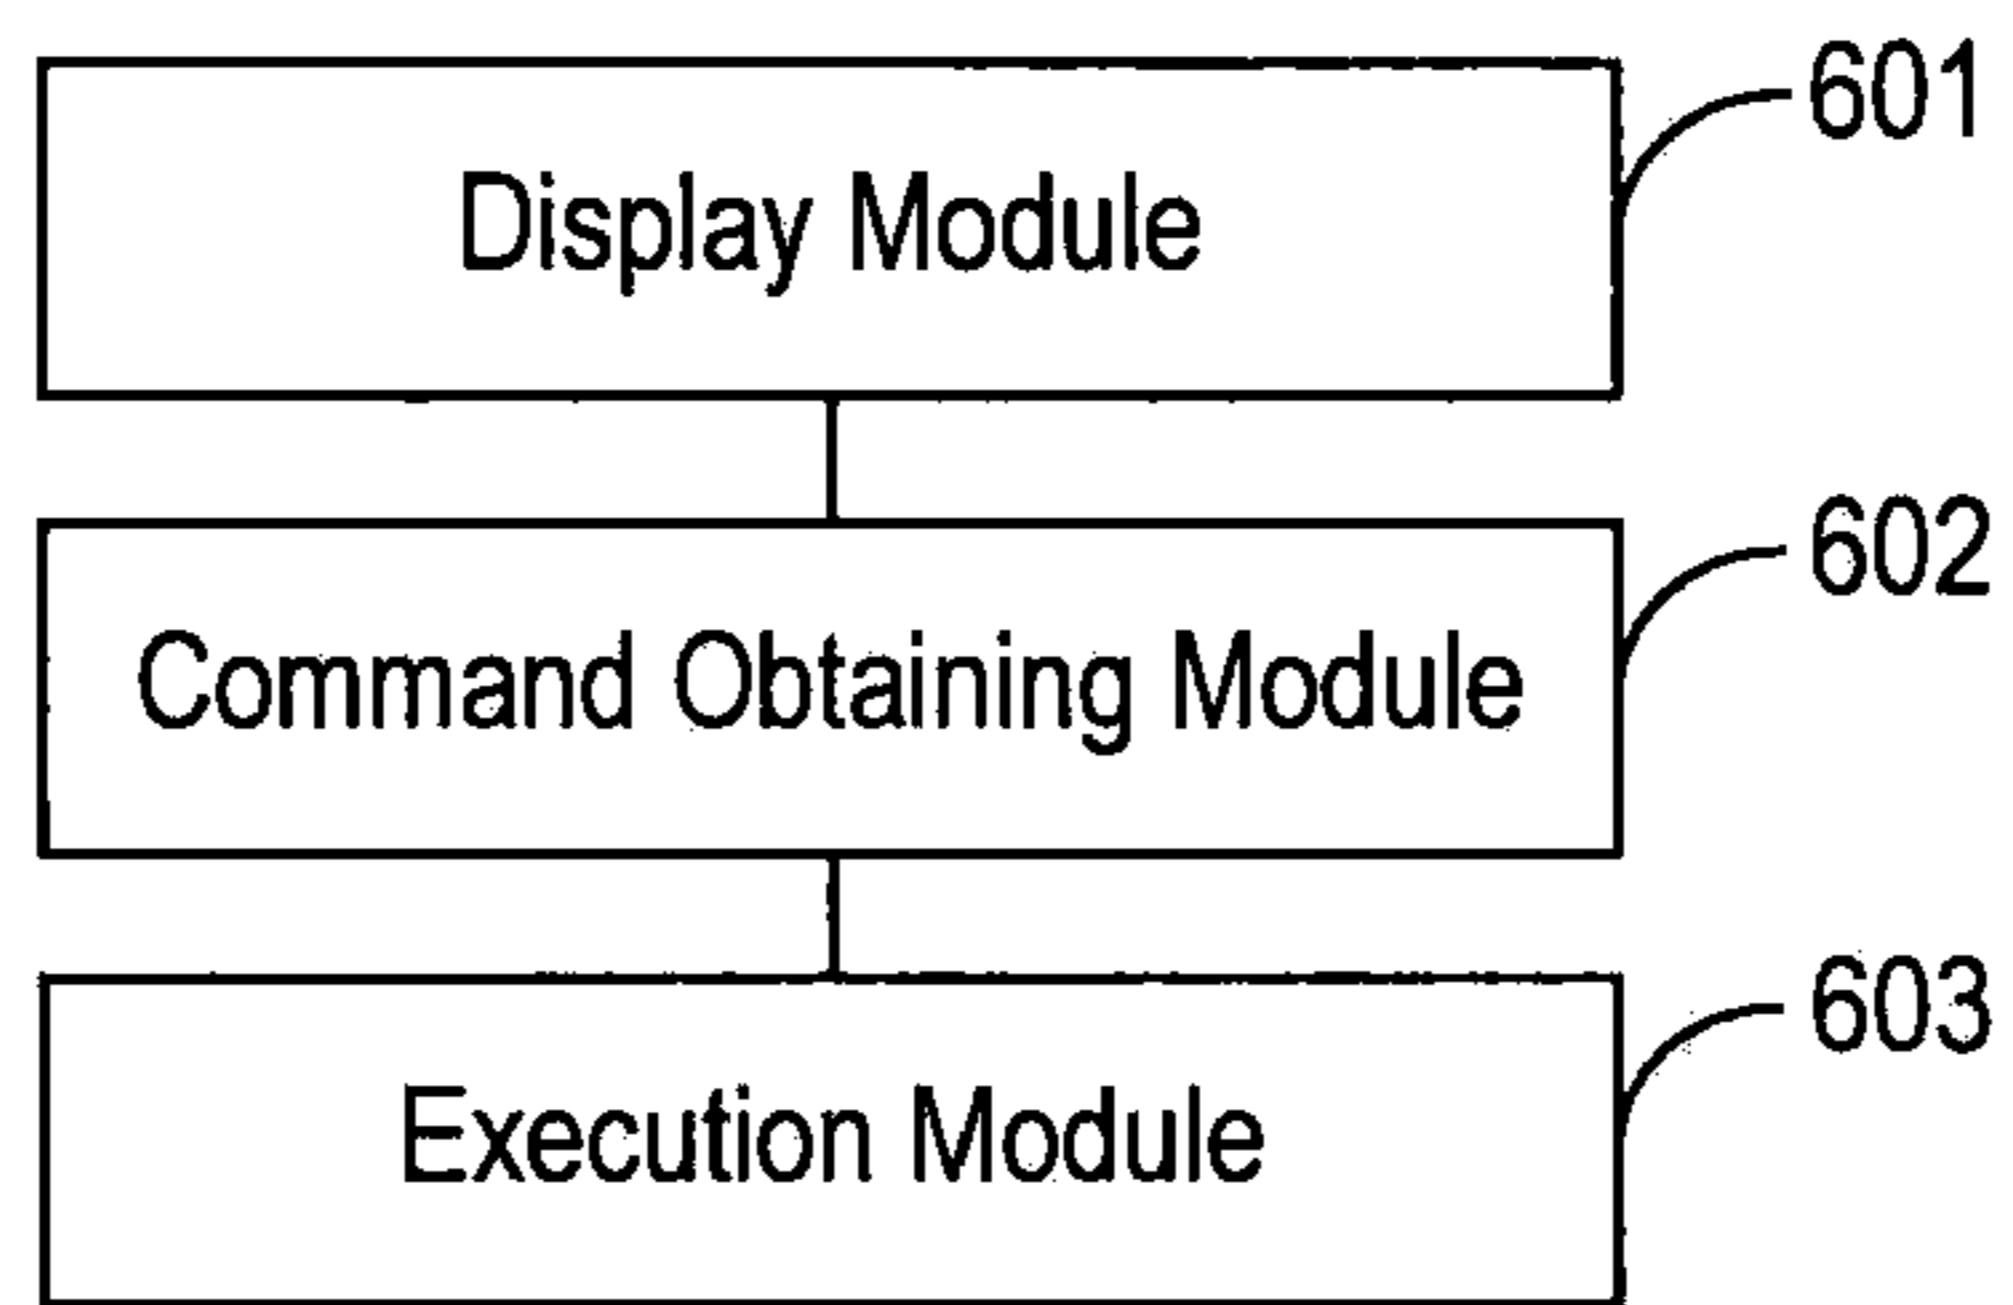 601
Display Module
602
Command Obtaining Module
603
Execution Module